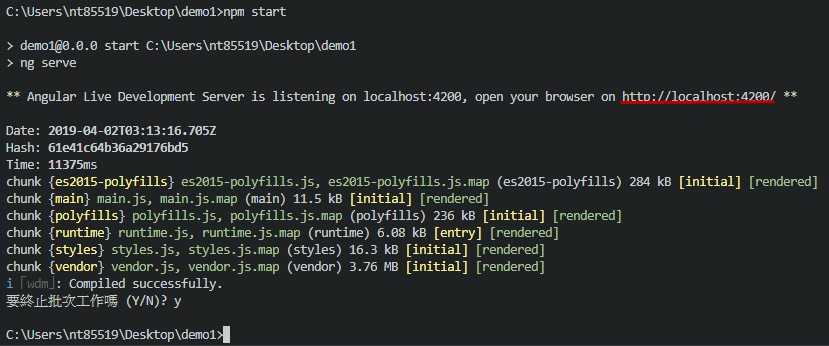 C:\Users\nt85519\Desktop\demo1>npm start
> demo1@0.0.0 start C:\Users\nt85519\Desktop\demo1
> ng serve
** Angular Live Development Server is listening on localhost:4200, open your browser on http://localhost:4200/ **
Date: 2019-04-02T03:13:16.705Z
Hash: 61e41c64b36a29176bd5
Time: 11375ms
chunk {es2015-polyfills} es2015-polyfills.js, es2015-polyfills.js.map (es2015-polyfills) 284 kB [initial] [rendered]
chunk {main} main.js, main.js.map (main) 11.5 kB [initial] [rendered]
chunk {polyfills} polyfills.js, polyfills.js.map (polyfills) 236 kB [initial] [rendered]
chunk {runtime} runtime.js, runtime.js.map (runtime) 6.08 kB [entry] [rendered]
chunk {styles} styles.js, styles.js.map (styles) 16.3 kB [initial] [rendered]
chunk {vendor} vendor.js, vendor.js.map (vendor) 3.76 MB [initial] [rendered]
i 「wdm」: Compiled successfully.
要終止批次工作嗎 (Y/N)? y
C:\Users\nt85519\Desktop\demo1>